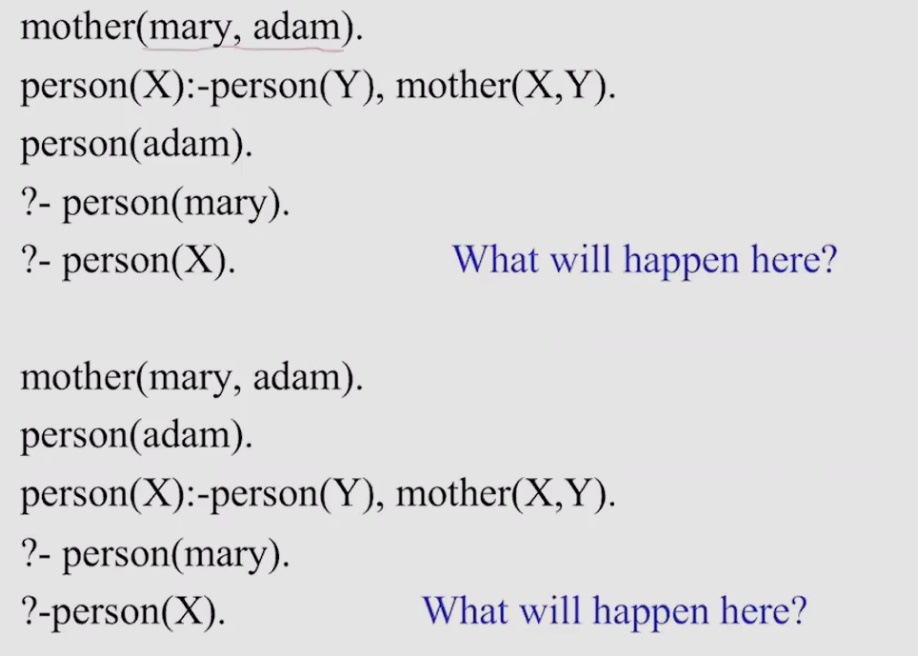 mother(mary, adam).
person(X):-person(Y), mother(X,Y).
person(adam).
?- person(mary).
?- person(X). What will happen here?
mother(mary, adam).
person(adam).
person(X):-person(Y), mother(X,Y).
?- person(mary).
?-person(X). What will happen here?